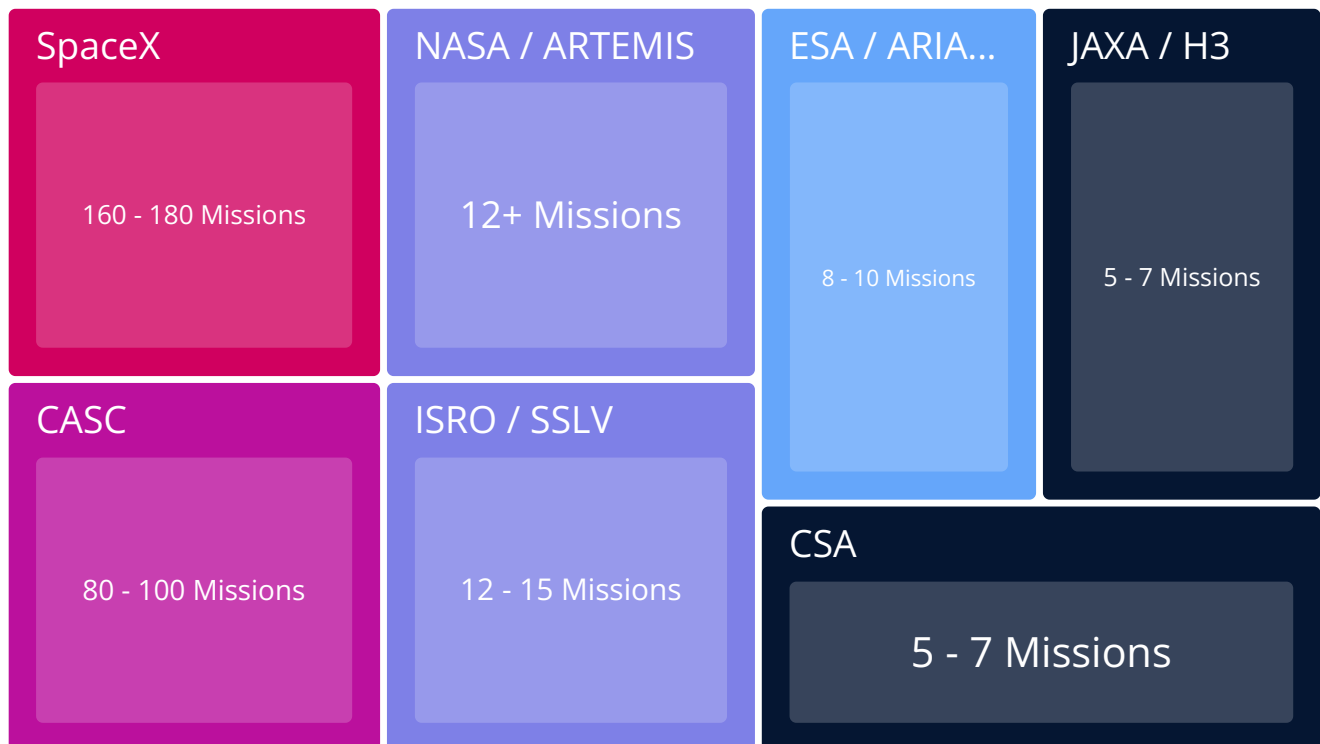 SpaceX
160 - 180 Missions
NASA / ARTEMIS
12+ Missions
ESA / ARIA...
8 - 10 Missions
JAXA / H3
5 - 7 Missions
CASC
80 - 100 Missions
ISRO / SSLV
12 - 15 Missions
CSA
5 - 7 Missions